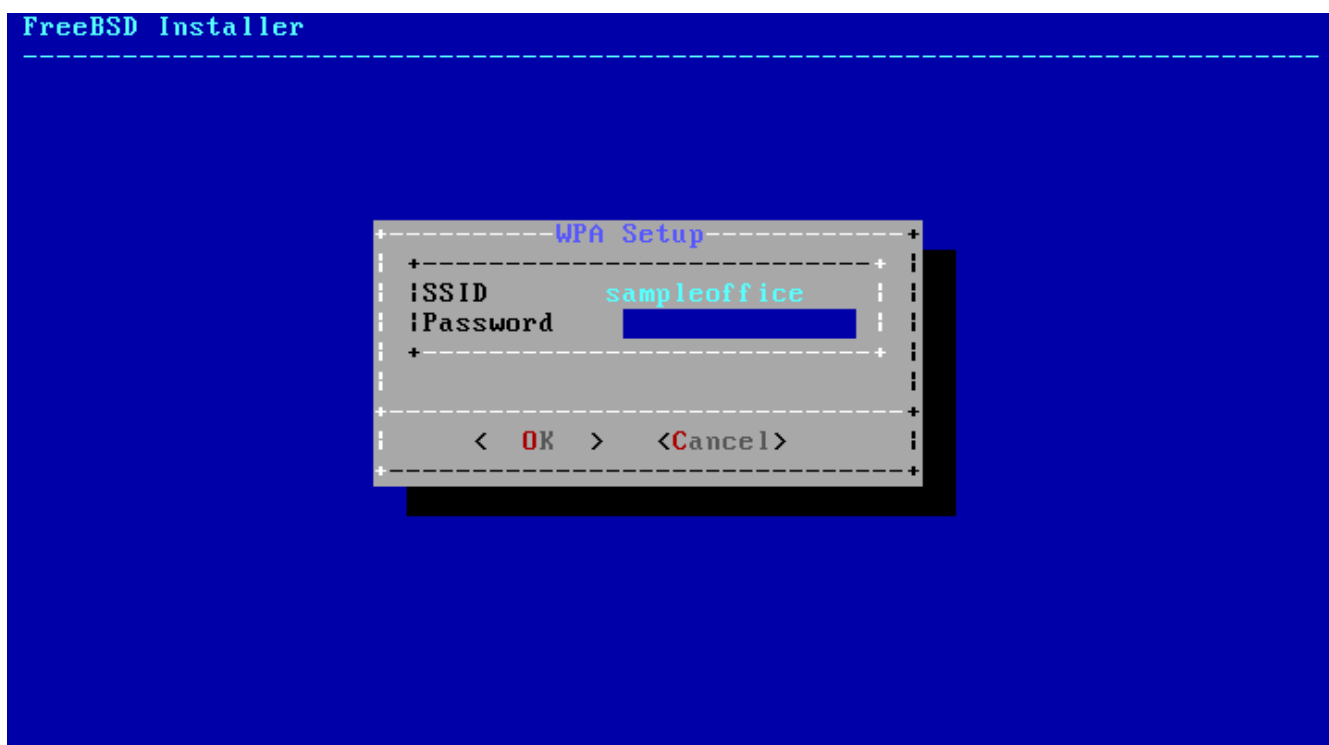 FreeBSD Installer
WPA Setup
SSID sampleoffice
Password
< OK > <Cancel>